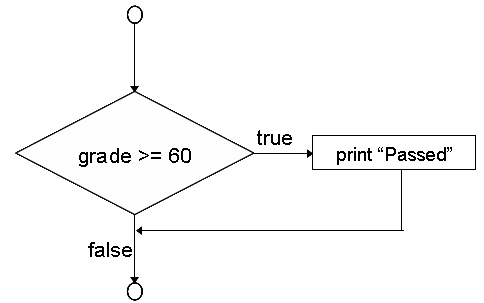 true
grade >= 60
print “Passed”
false